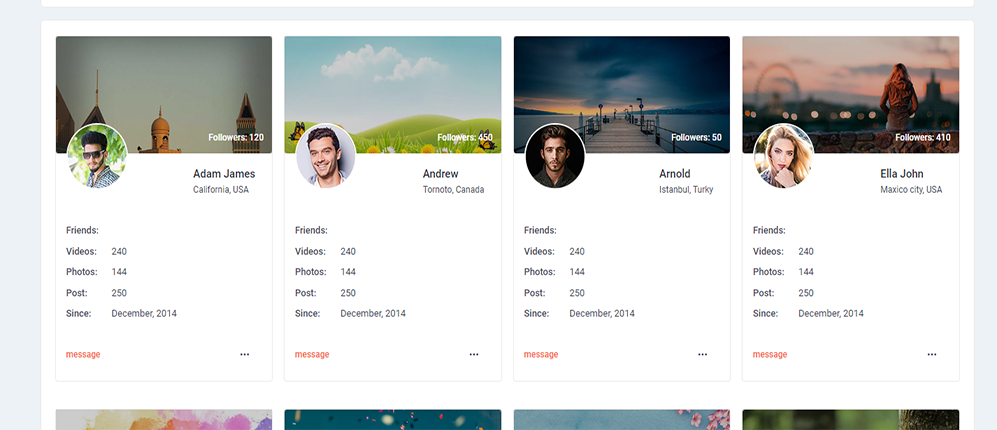 Followers: 120
Adam James
California, USA
Friends:
Videos: 240
Photos: 144
Post: 250
Since: December, 2014
message
Followers: 450
Andrew
Tornoto, Canada
Friends:
Videos: 240
Photos: 144
Post: 250
Since: December, 2014
message
Followers: 50
Arnold
Istanbul, Turky
Friends:
Videos: 240
Photos: 144
Post: 250
Since: December, 2014
message
Followers: 410
Ella John
Maxico city, USA
Friends:
Videos: 240
Photos: 144
Post: 250
Since: December, 2014
message